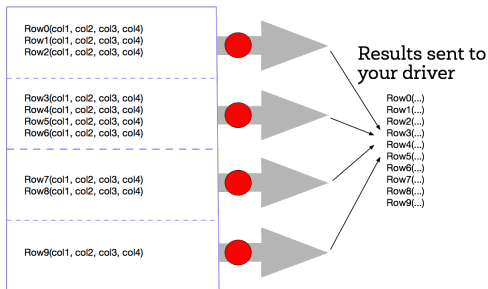 Row0(col1, col2, col3, col4)
Row1(col1, col2, col3, col4)
Row2(col1, col2, col3, col4)
Row3(col1, col2, col3, col4)
Row4(col1, col2, col3, col4)
Row5(col1, col2, col3, col4)
Row6(col1, col2, col3, col4)
Row7(col1, col2, col3, col4)
Row8(col1, col2, col3, col4)
Row9(col1, col2, col3, col4)
Results sent to
your driver
Row0(...)
Row1(...)
Row2(...)
Row3(...)
Row4(...)
Row5(...)
Row6(...)
Row7(...)
Row8(...)
Row9(...)